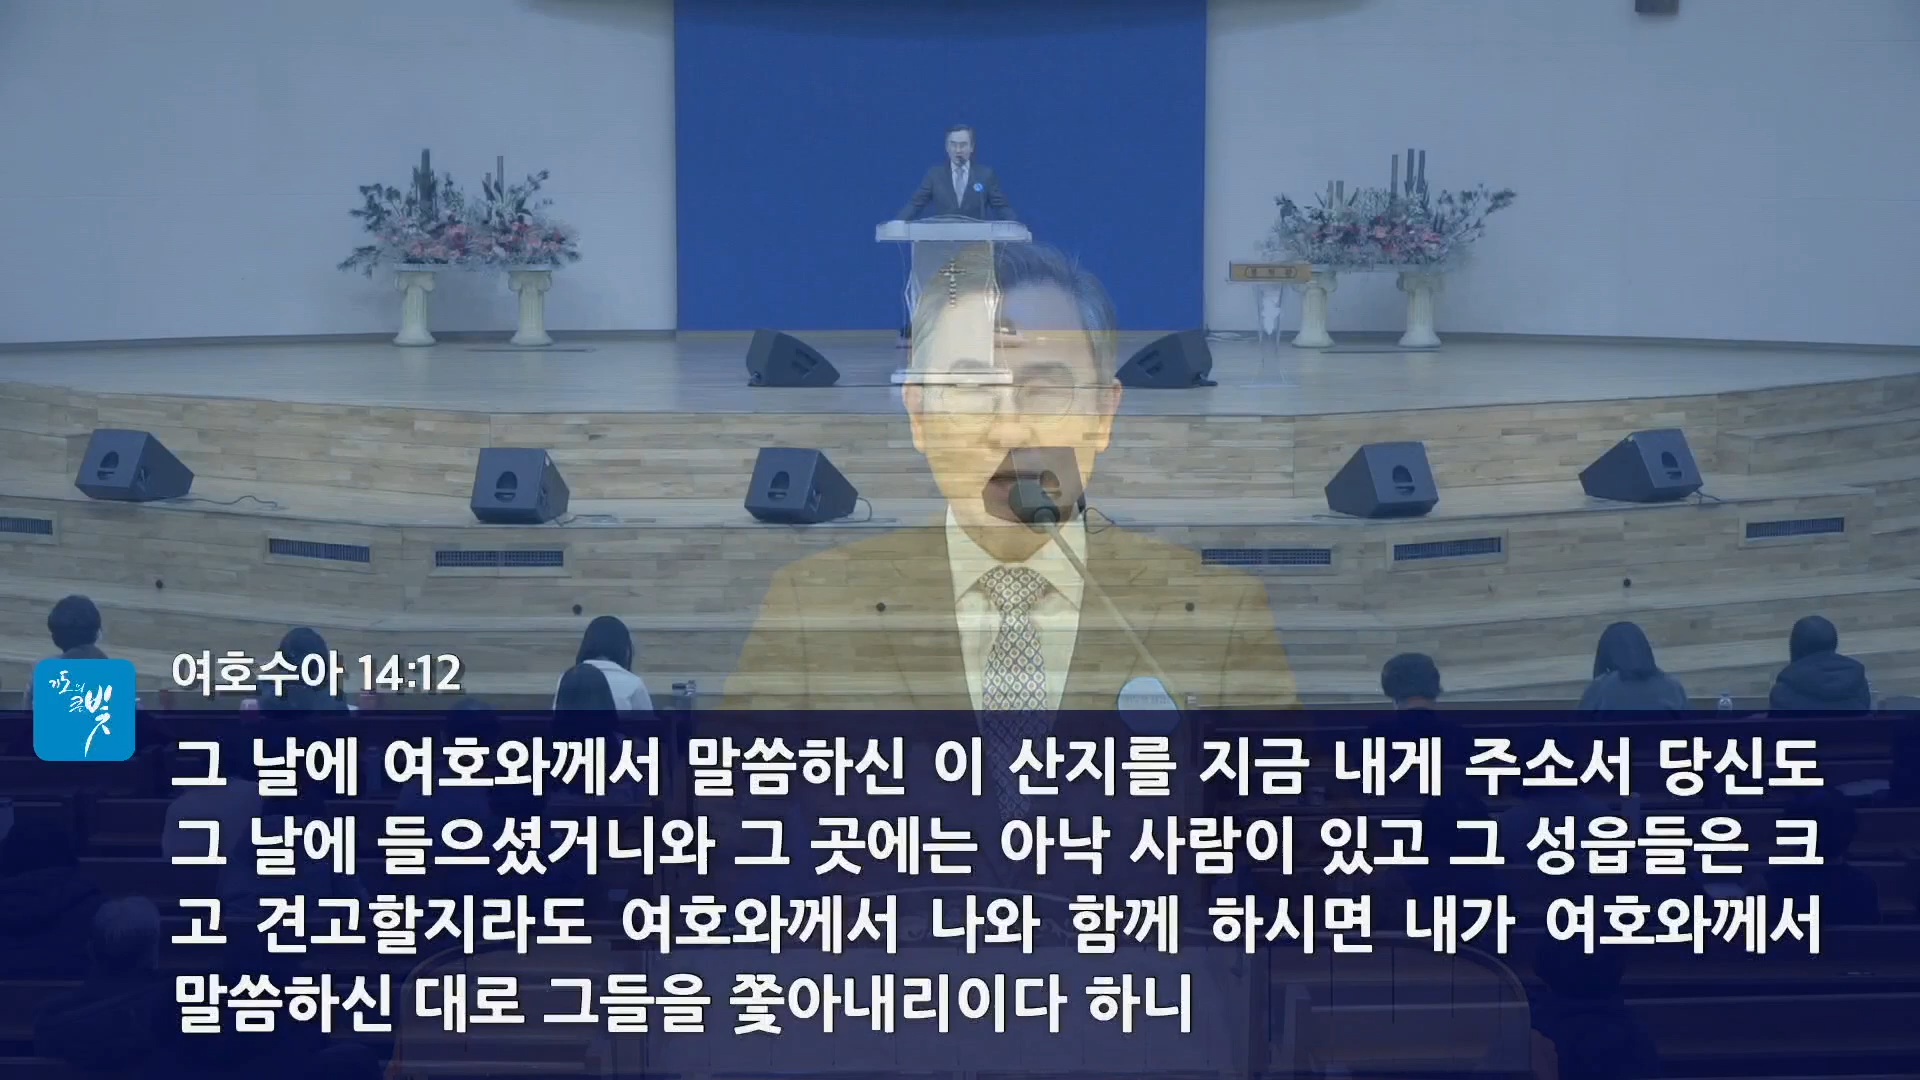 여호수아 14:12
기도의
큰빛
그 날에 여호와께서 말씀하신 이 산지를 지금 내게 주소서 당신도
그 날에 들으셨거니와 그 곳에는 아낙 사람이 있고 그 성읍들은 크
고 견고할지라도 여호와께서 나와 함께 하시면 내가 여호와께서
말씀하신 대로 그들을 쫓아내리이다 하니